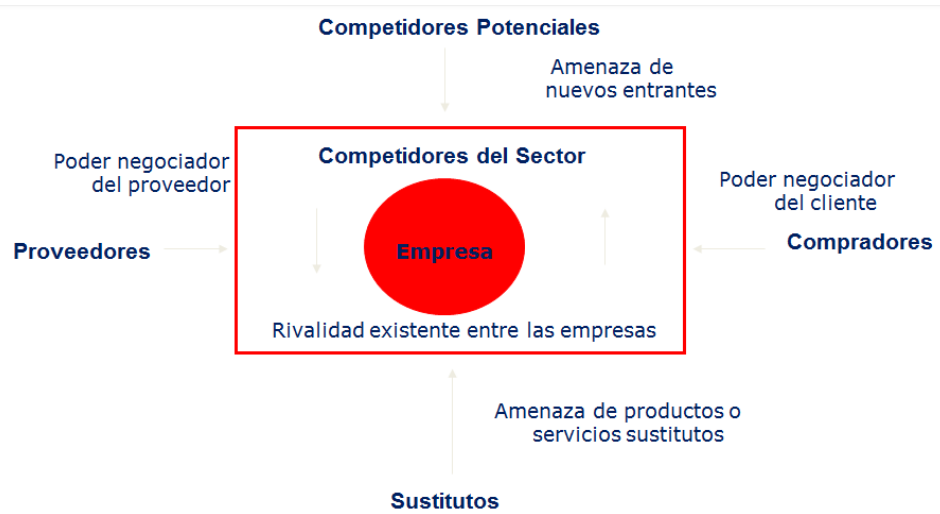 Competidores Potenciales
Amenaza de
nuevos entrantes
Competidores del Sector
Poder negociador
del proveedor
Poder negociador
del cliente
Proveedores
Empresa
Compradores
Rivalidad existente entre las empresas
Amenaza de productos o
servicios sustitutos
Sustitutos